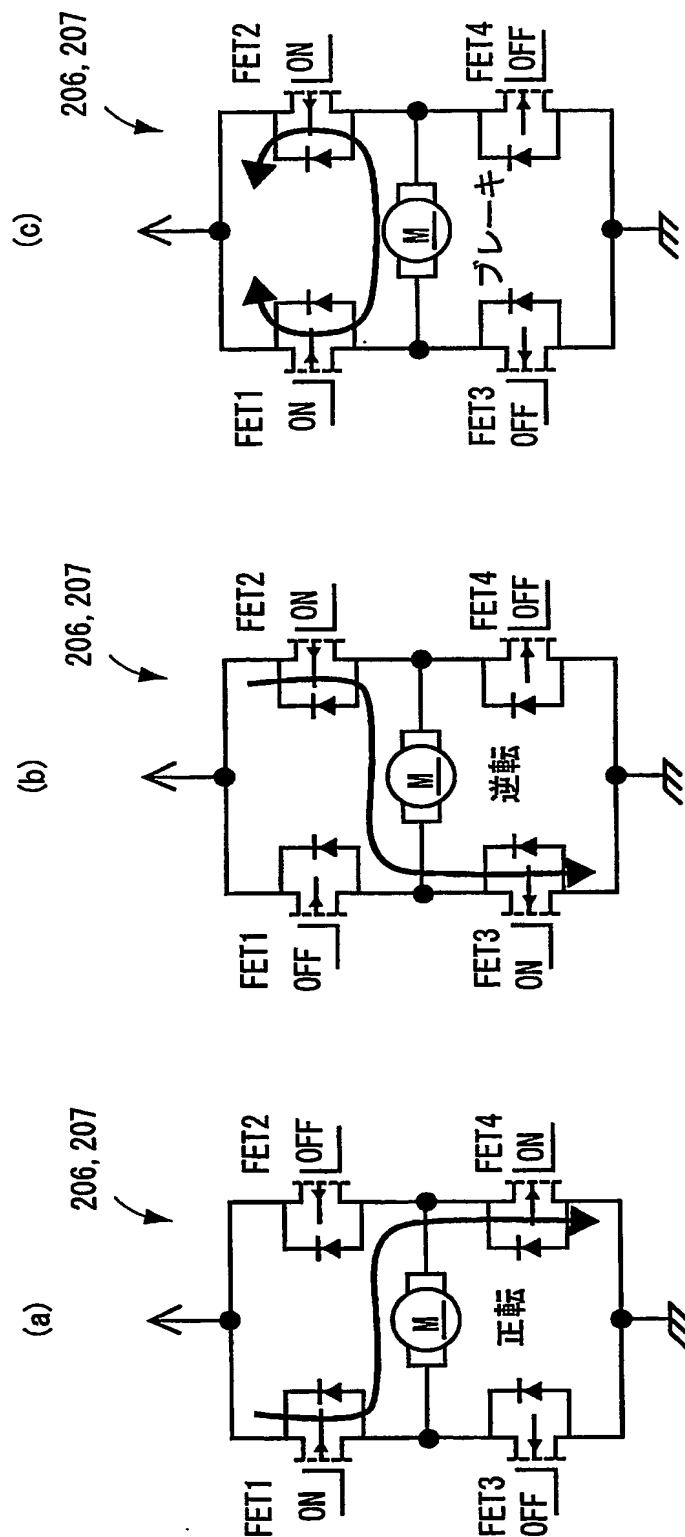 (a)
206, 207
FET1
ON
FET2
OFF
M
正転
FET3
OFF
FET4
ON
(b)
206, 207
FET1
OFF
FET2
ON
M
逆転
FET3
ON
FET4
OFF
(c)
206, 207
FET1
ON
FET2
ON
M
ブレーキ
FET3
OFF
FET4
OFF